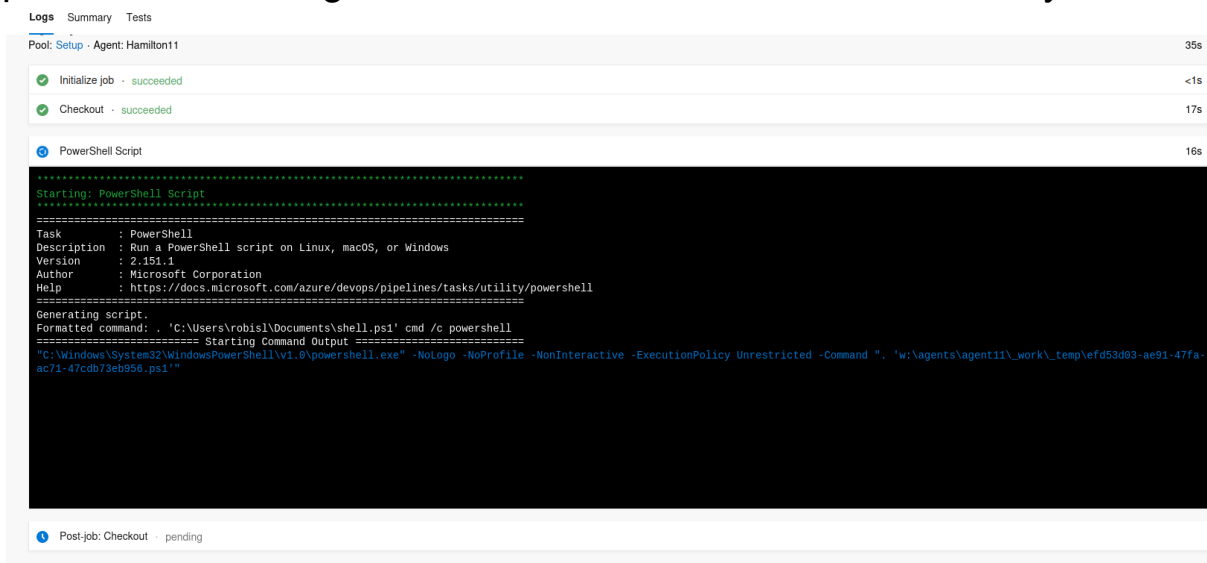 Logs Summary Tests
Pool: Setup · Agent: Hamilton11 35s
Initialize job · succeeded <1s
Checkout · succeeded 17s
PowerShell Script 16s
******************************************************************************
Starting: PowerShell Script
******************************************************************************
==============================================================================
Task : PowerShell
Description : Run a PowerShell script on Linux, macOS, or Windows
Version : 2.151.1
Author : Microsoft Corporation
Help : https://docs.microsoft.com/azure/devops/pipelines/tasks/utility/powershell
==============================================================================
Generating script.
Formatted command: . 'C:\Users\robisl\Documents\shell.ps1' cmd /c powershell
========================== Starting Command Output ===========================
"C:\Windows\System32\WindowsPowerShell\v1.0\powershell.exe" -NoLogo -NoProfile -NonInteractive -ExecutionPolicy Unrestricted -Command ". 'w:\agents\agent11\_work\_temp\efd53d03-ae91-47fa-
ac71-47cdb73eb956.ps1'"
Post-job: Checkout · pending